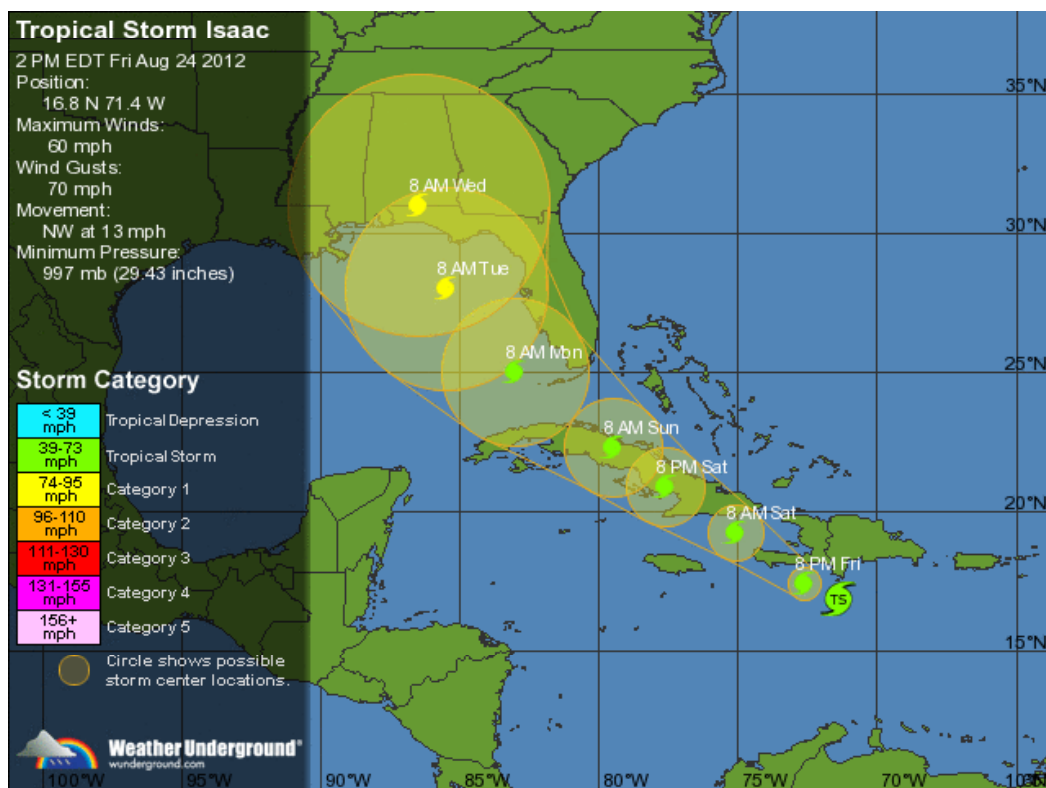 Tropical Storm Isaac
2 PM EDT Fri Aug 24 2012
Position:
16.8 N 71.4 W
Maximum Winds:
60 mph
Wind Gusts:
70 mph
Movement:
NW at 13 mph
Minimum Pressure:
997 mb (29.43 inches)
35°N
8 AM Wed
30°N
8 AM Tue
8 AM Mon
25°N
Storm Category
< 39 mph
Tropical Depression
39-73 mph
Tropical Storm
74-95 mph
Category 1
96-110 mph
Category 2
111-130 mph
Category 3
131-155 mph
Category 4
156+ mph
Category 5
8 AM Sun
8 PM Sat
20°N
8 AM Sat
8 PM Fri
TS
15°N
Circle shows possible
storm center locations.
Weather Underground®
wunderground.com
100°W
95°W
90°W
85°W
80°W
75°W
70°W
10°N